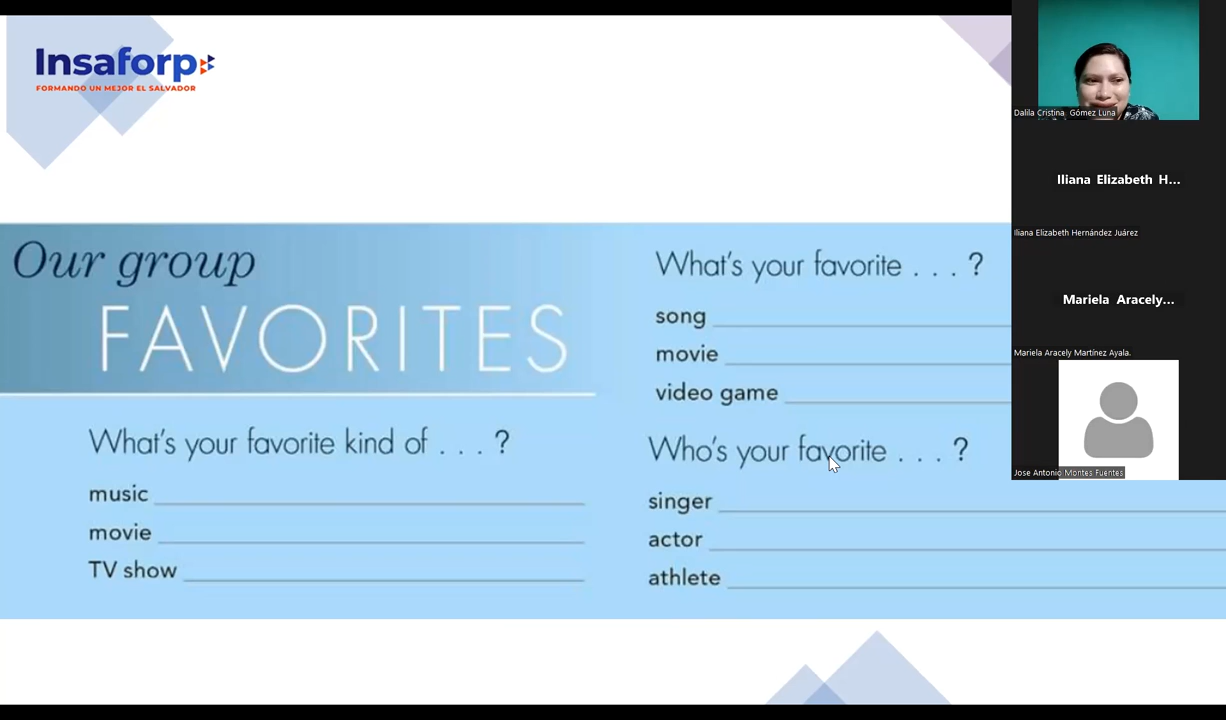 Insaforp
FORMANDO UN MEJOR EL SALVADOR
Our group
FAVORITES
What's your favorite kind of . . . ?
music
movie
TV show
What's your favorite . . . ?
song
movie
video game
Who's your favorite . . . ?
singer
actor
athlete
Dalila Cristina Gómez Luna
Iliana Elizabeth H...
Iliana Elizabeth Hernández Juárez
Mariela Aracely...
Mariela Aracely Martínez Ayala.
Jose Antonio Montes Fuentes